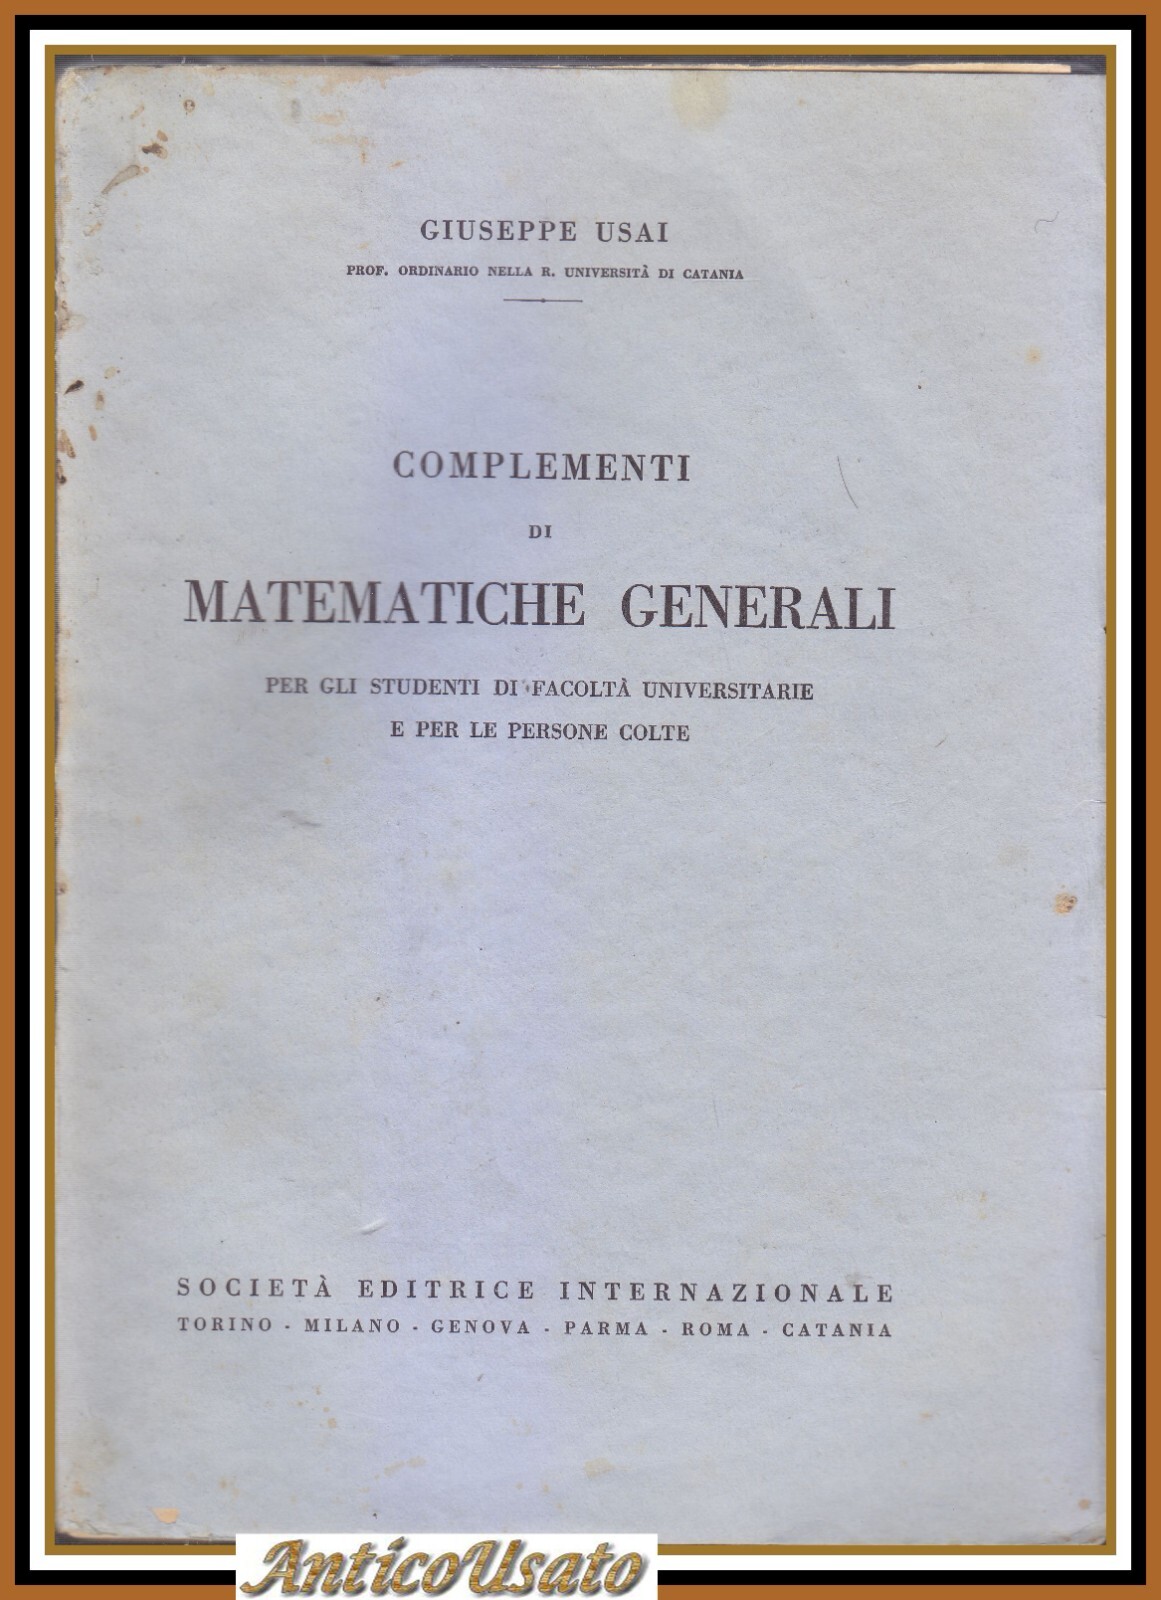 GIUSEPPE USAI
PROF. ORDINARIO NELLA R. UNIVERSITÀ DI CATANIA
COMPLEMENTI
DI
MATEMATICHE GENERALI
PER GLI STUDENTI DI FACOLTÀ UNIVERSITARIE
E PER LE PERSONE COLTE
SOCIETÀ EDITRICE INTERNAZIONALE
TORINO - MILANO - GENOVA - PARMA - ROMA - CATANIA
AnticoUsato